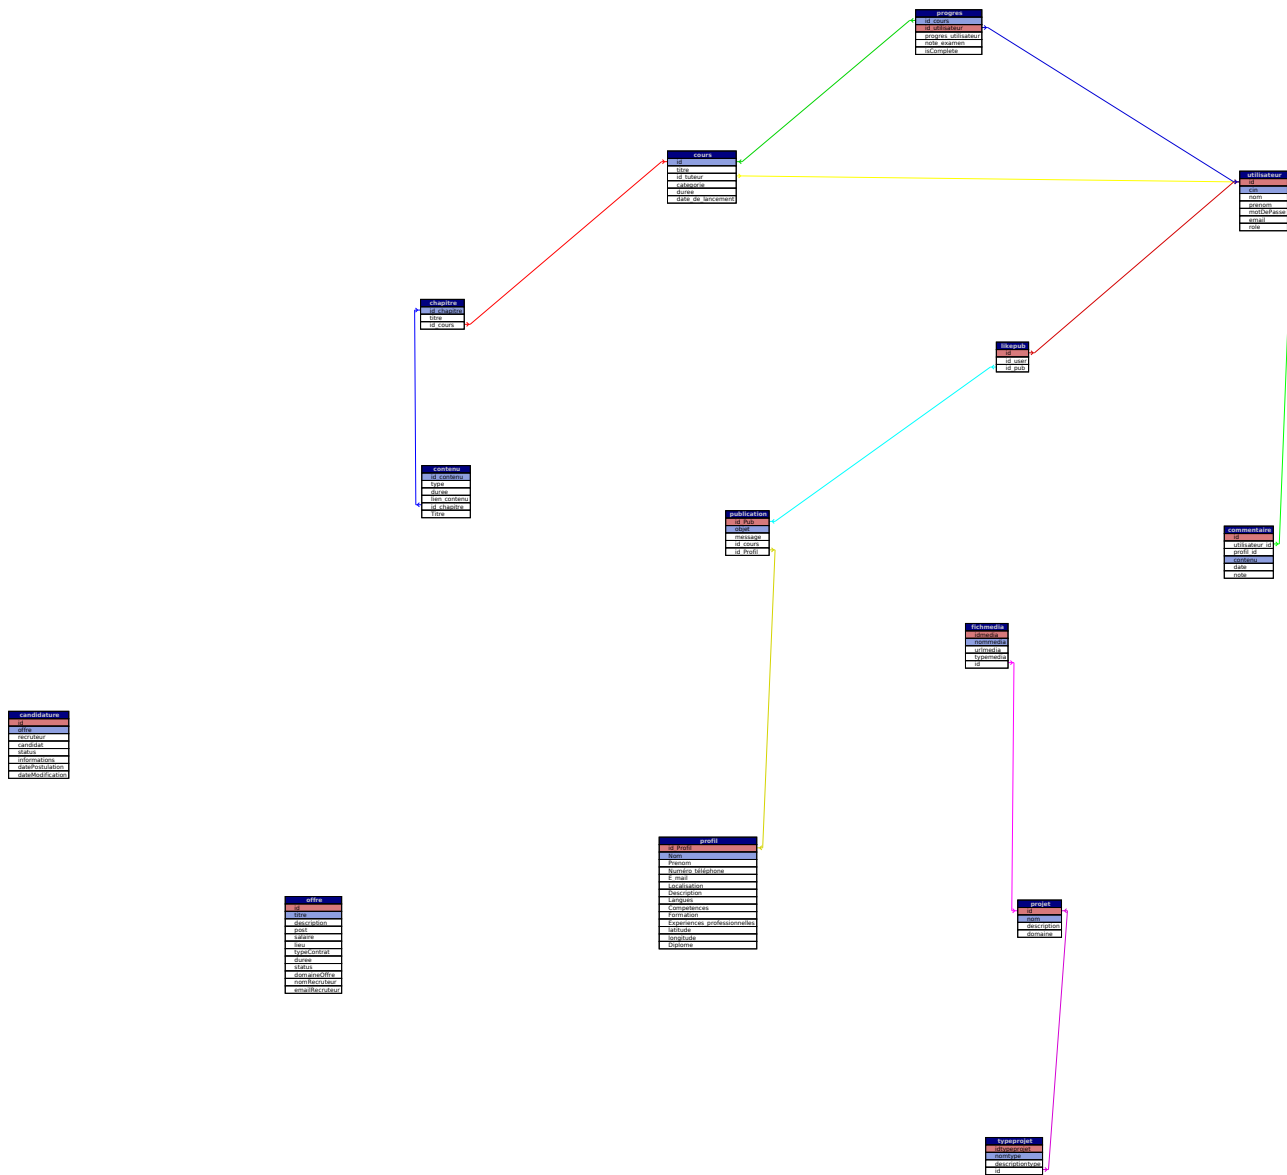 progres
id_cours
id_utilisateur
progres_utilisateur
note_examen
isComplete
cours
id
titre
id_tuteur
categorie
duree
date_de_lancement
utilisateur
id
cin
nom
prenom
motDePasse
email
role
chapitre
id_chapitre
titre
id_cours
likepub
id
id_user
id_pub
contenu
id_contenu
type
duree
lien_contenu
id_chapitre
Titre
publication
id_Pub
objet
message
id_cours
id_Profil
commentaire
id
utilisateur_id
profil_id
contenu
date
note
fichmedia
idmedia
nommedia
urlmedia
typemedia
id
candidature
id
offre
recruteur
candidat
status
informations
datePostulation
dateModification
profil
id_Profil
Nom
Prenom
Numéro_téléphone
E_mail
Localisation
Description
Langues
Competences
Formation
Experiences_professionnelles
latitude
longitude
Diplome
offre
id
titre
description
post
salaire
lieu
typeContrat
duree
status
domaineOffre
nomRecruteur
emailRecruteur
projet
id
nom
description
domaine
typeprojet
idtypeprojet
nomtype
descriptiontype
id